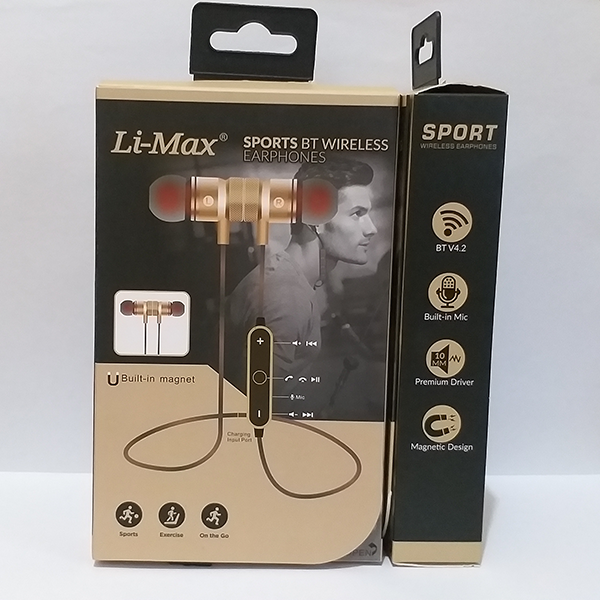 Li-Max®
SPORTS BT WIRELESS
EARPHONES
L
R
+
Mic
Built-in magnet
Charging
Input Port
Sports
Exercise
On the Go
SPORT
WIRELESS EARPHONES
BT V4.2
Built-in Mic
10
MM
Premium Driver
Magnetic Design